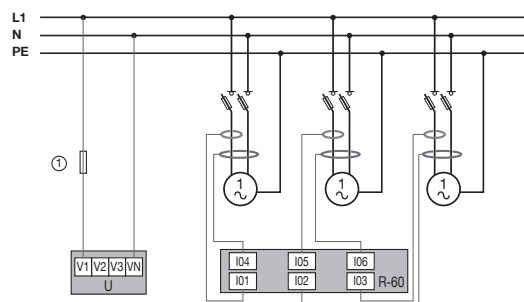 L1
N
PE
1
1
1
1
V1 V2 V3 VN
U
I04 I05 I06
I01 I02 I03
R-60